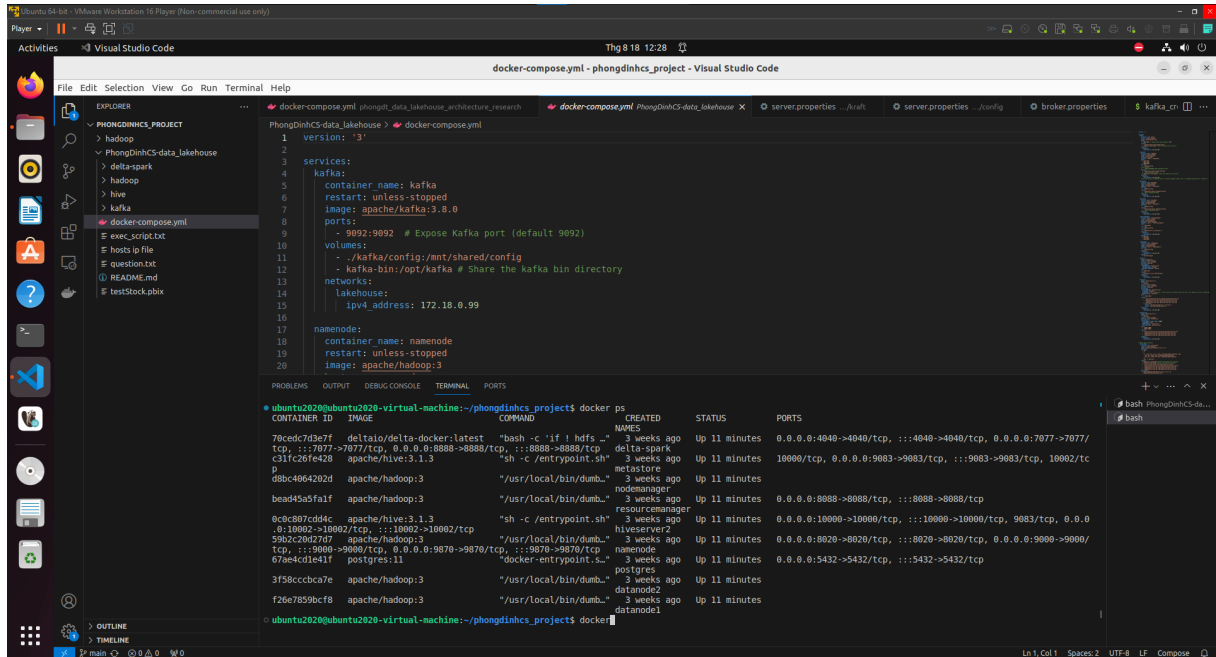 Ubuntu 64-bit - VMware Workstation 16 Player (Non-commercial use only)
Player
Activities Visual Studio Code Thg 8 18 12:28
docker-compose.yml - phongdinhcs_project - Visual Studio Code
File Edit Selection View Go Run Terminal Help
EXPLORER ... docker-compose.yml phongdt_data_lakehouse_architecture_research docker-compose.yml PhongDinhCS-data_lakehouse server.properties .../kraft server.properties .../config broker.properties $ kafka_cr ...
PHONGDINHCS_PROJECT
> hadoop
PhongDinhCS-data_lakehouse
> delta-spark
> hadoop
> hive
> kafka
docker-compose.yml
exec_script.txt
hosts ip file
question.txt
README.md
testStock.pbix
> OUTLINE
> TIMELINE
PhongDinhCS-data_lakehouse > docker-compose.yml
1 version: '3'
2
3 services:
4 kafka:
5 container_name: kafka
6 restart: unless-stopped
7 image: apache/kafka:3.8.0
8 ports:
9 - 9092:9092 # Expose Kafka port (default 9092)
10 volumes:
11 - ./kafka/config:/mnt/shared/config
12 - kafka-bin:/opt/kafka # Share the kafka bin directory
13 networks:
14 lakehouse:
15 ipv4_address: 172.18.0.99
16
17 namenode:
18 container_name: namenode
19 restart: unless-stopped
20 image: apache/hadoop:3
PROBLEMS OUTPUT DEBUG CONSOLE TERMINAL PORTS
bash PhongDinhCS-da...
bash
ubuntu2020@ubuntu2020-virtual-machine:~/phongdinhcs_project$ docker ps
CONTAINER ID IMAGE COMMAND CREATED STATUS PORTS
NAMES
70cedc7d3e7f deltaio/delta-docker:latest "bash -c 'if ! hdfs …" 3 weeks ago Up 11 minutes 0.0.0.0:4040->4040/tcp, :::4040->4040/tcp, 0.0.0.0:7077->7077/
tcp, :::7077->7077/tcp, 0.0.0.0:8888->8888/tcp, :::8888->8888/tcp delta-spark
c31fc26fe428 apache/hive:3.1.3 "sh -c /entrypoint.sh" 3 weeks ago Up 11 minutes 10000/tcp, 0.0.0.0:9083->9083/tcp, :::9083->9083/tcp, 10002/tc
p metastore
d8bc4064202d apache/hadoop:3 "/usr/local/bin/dumb…" 3 weeks ago Up 11 minutes
nodemanager
bead45a5fa1f apache/hadoop:3 "/usr/local/bin/dumb…" 3 weeks ago Up 11 minutes 0.0.0.0:8088->8088/tcp, :::8088->8088/tcp
resourcemanager
0c0c807cdd4c apache/hive:3.1.3 "sh -c /entrypoint.sh" 3 weeks ago Up 11 minutes 0.0.0.0:10000->10000/tcp, :::10000->10000/tcp, 9083/tcp, 0.0.0
.0:10002->10002/tcp, :::10002->10002/tcp hiveserver2
59b2c20d27d7 apache/hadoop:3 "/usr/local/bin/dumb…" 3 weeks ago Up 11 minutes 0.0.0.0:8020->8020/tcp, :::8020->8020/tcp, 0.0.0.0:9000->9000/
tcp, :::9000->9000/tcp, 0.0.0.0:9870->9870/tcp, :::9870->9870/tcp namenode
67ae4cd1e41f postgres:11 "docker-entrypoint.s…" 3 weeks ago Up 11 minutes 0.0.0.0:5432->5432/tcp, :::5432->5432/tcp
postgres
3f58cccbca7e apache/hadoop:3 "/usr/local/bin/dumb…" 3 weeks ago Up 11 minutes
datanode2
f26e7859bcf8 apache/hadoop:3 "/usr/local/bin/dumb…" 3 weeks ago Up 11 minutes
datanode1
ubuntu2020@ubuntu2020-virtual-machine:~/phongdinhcs_project$ docker
main 0 0 0 Ln 1, Col 1 Spaces: 2 UTF-8 LF Compose